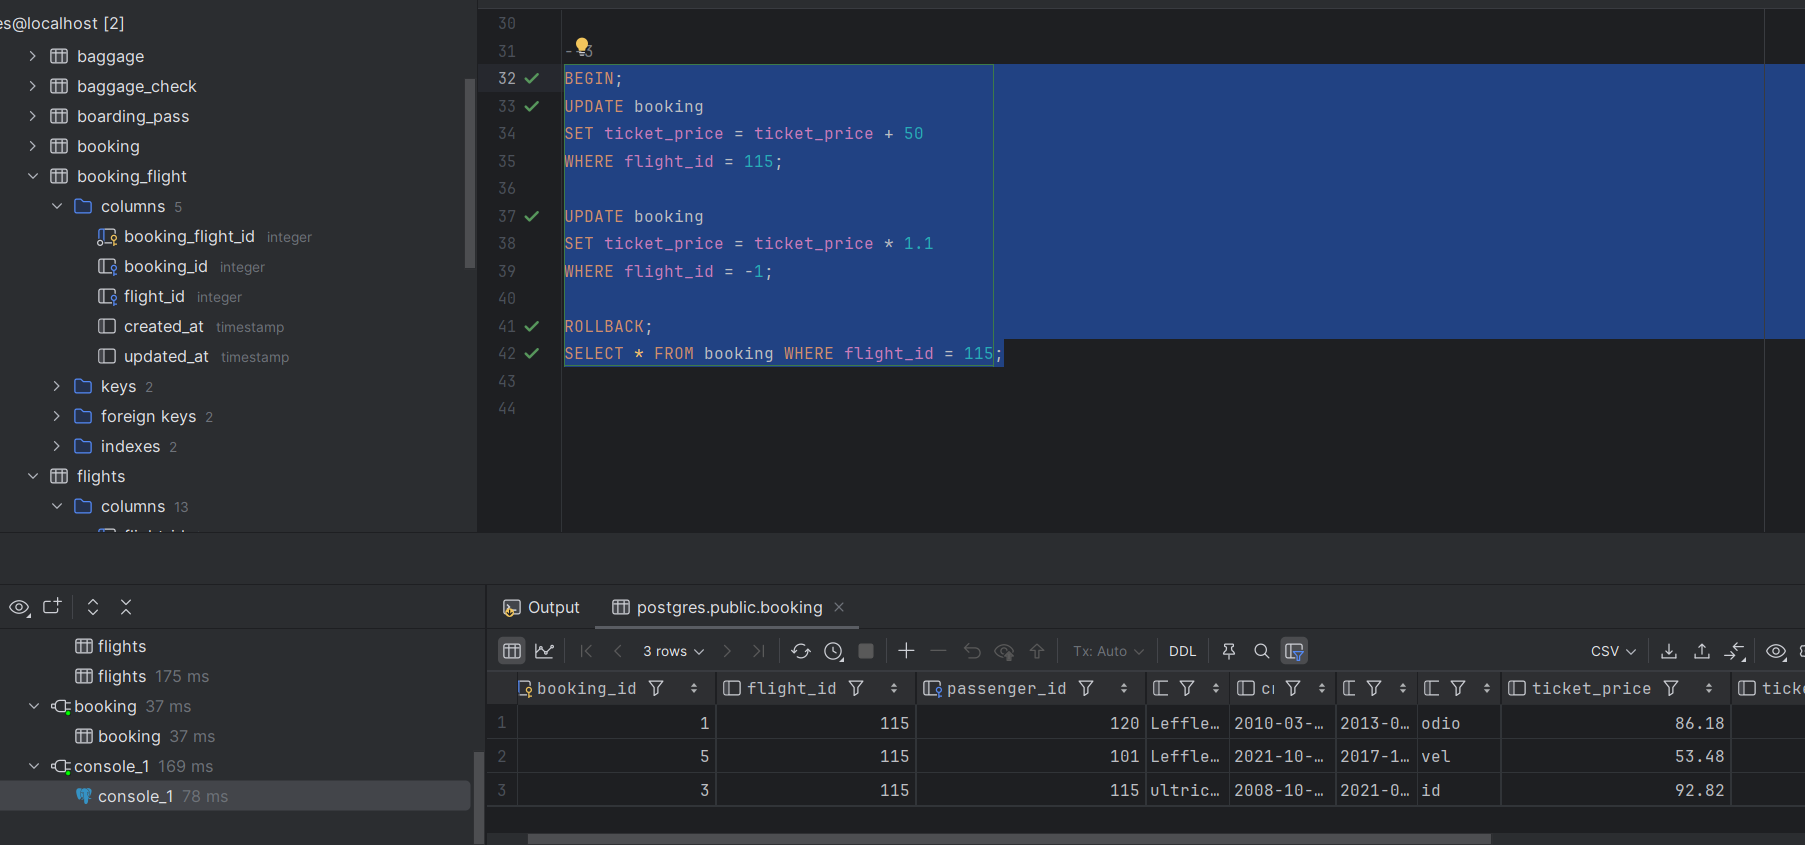 es@localhost [2]
baggage
baggage_check
boarding_pass
booking
booking_flight
columns 5
booking_flight_id integer
booking_id integer
flight_id integer
created_at timestamp
updated_at timestamp
keys 2
foreign keys 2
indexes 2
flights
columns 13
30
31 --3
32 BEGIN;
33 UPDATE booking
34 SET ticket_price = ticket_price + 50
35 WHERE flight_id = 115;
36
37 UPDATE booking
38 SET ticket_price = ticket_price * 1.1
39 WHERE flight_id = -1;
40
41 ROLLBACK;
42 SELECT * FROM booking WHERE flight_id = 115;
43
44
flights
flights 175 ms
booking 37 ms
booking 37 ms
console_1 169 ms
console_1 78 ms
Output postgres.public.booking
3 rows Tx: Auto DDL CSV
booking_id flight_id passenger_id ticket_price
1 1 115 120 Leffle… 2010-03-… 2013-0… odio 86.18
2 5 115 101 Leffle… 2021-10-… 2017-1… vel 53.48
3 3 115 115 ultric… 2008-10-… 2021-0… id 92.82